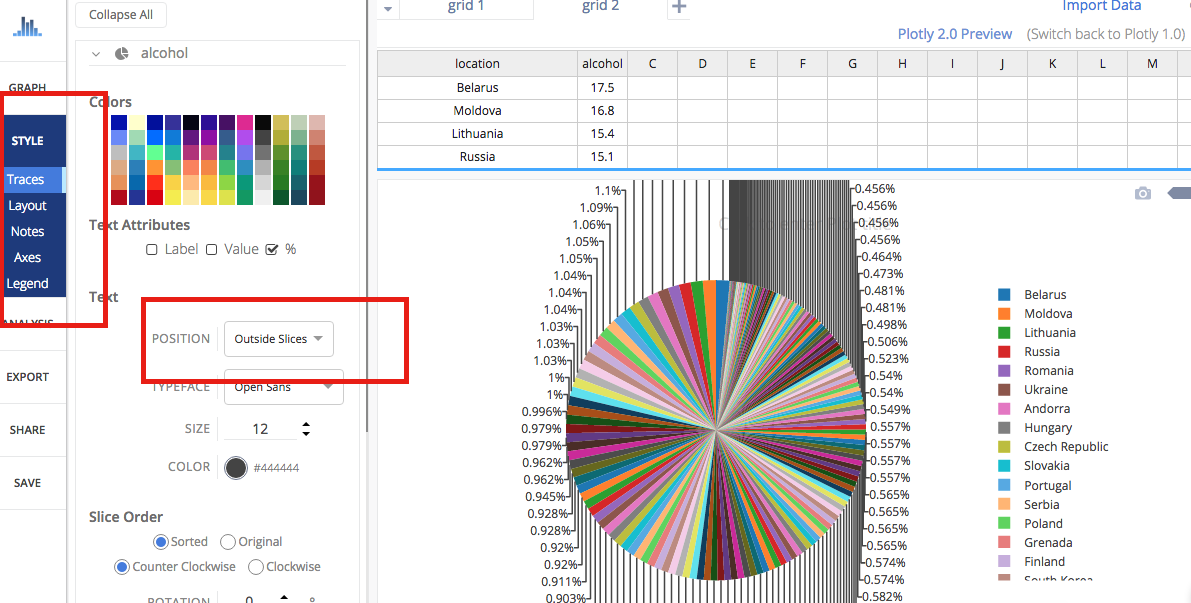 Collapse All
grid 1
grid 2
+
Import Data
Plotly 2.0 Preview (Switch back to Plotly 1.0)
GRAPH
STYLE
Traces
Layout
Notes
Axes
Legend
ANALYSIS
EXPORT
SHARE
SAVE
alcohol
Colors
Text Attributes
Label Value %
Text
POSITION Outside Slices
TYPEFACE Open Sans
SIZE 12
COLOR #444444
Slice Order
Sorted Original
Counter Clockwise Clockwise
ROTATION 0 °
location alcohol C D E F G H I J K L M
Belarus 17.5
Moldova 16.8
Lithuania 15.4
Russia 15.1
1.1%
1.09%
1.06%
1.05%
1.05%
1.04%
1.04%
1.04%
1.03%
1.03%
1.03%
1%
1%
0.996%
0.979%
0.979%
0.962%
0.962%
0.945%
0.928%
0.928%
0.92%
0.92%
0.911%
0.903%
0.456%
0.456%
0.456%
0.456%
0.464%
0.473%
0.481%
0.481%
0.498%
0.506%
0.523%
0.54%
0.54%
0.549%
0.557%
0.557%
0.557%
0.557%
0.565%
0.565%
0.565%
0.565%
0.574%
0.574%
0.582%
Belarus
Moldova
Lithuania
Russia
Romania
Ukraine
Andorra
Hungary
Czech Republic
Slovakia
Portugal
Serbia
Poland
Grenada
Finland
South Korea